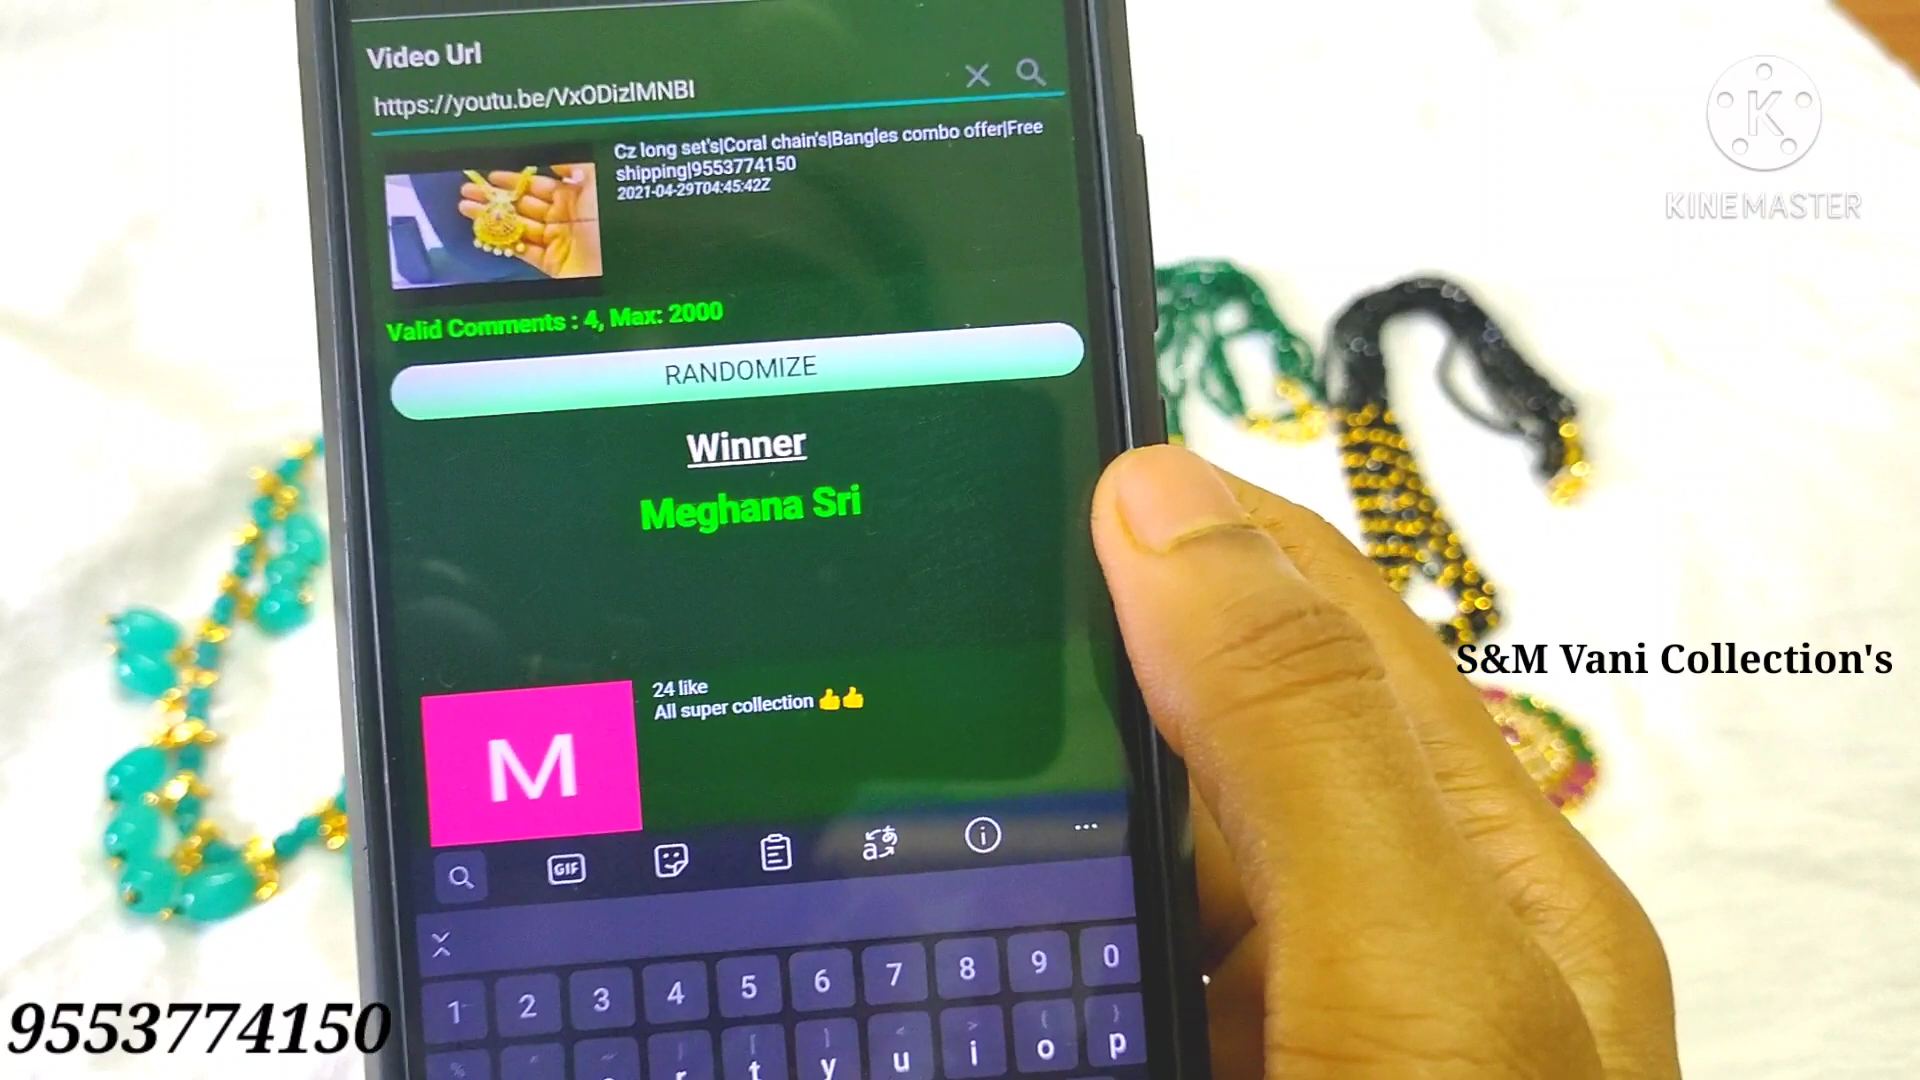 Video Url
https://youtu.be/VxODizlMNBI
Cz long set's|Coral chain's|Bangles combo offer|Free
shipping|9553774150
2021-04-29T04:45:42Z
Valid Comments : 4, Max: 2000
RANDOMIZE
Winner
Meghana Sri
24 like
All super collection 👍👍
M
GIF
1 2 3 4 5 6 7 8 9 0
t y u i o p
K
KINEMASTER
S&M Vani Collection's
9553774150